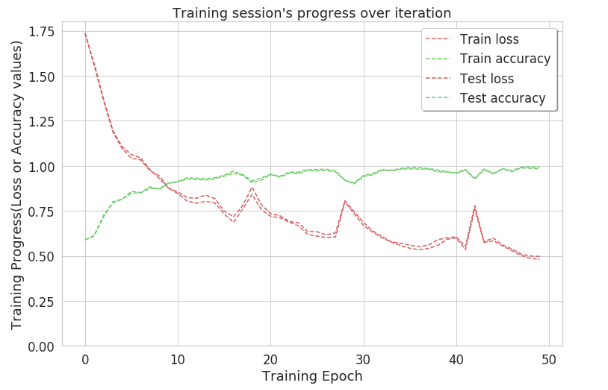 Training session's progress over iteration
Training Progress(Loss or Accuracy values)
1.75
1.50
1.25
1.00
0.75
0.50
0.25
0.00
Train loss
Train accuracy
Test loss
Test accuracy
0
10
20
30
40
50
Training Epoch